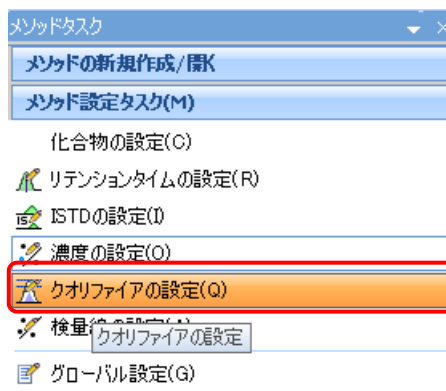 メソッドタスク
メソッドの新規作成/開く
メソッド設定タスク(M)
化合物の設定(C)
リテンションタイムの設定(R)
ISTDの設定(I)
濃度の設定(O)
クオリファイアの設定(Q)
検量
クオリファイアの設定
グローバル設定(G)